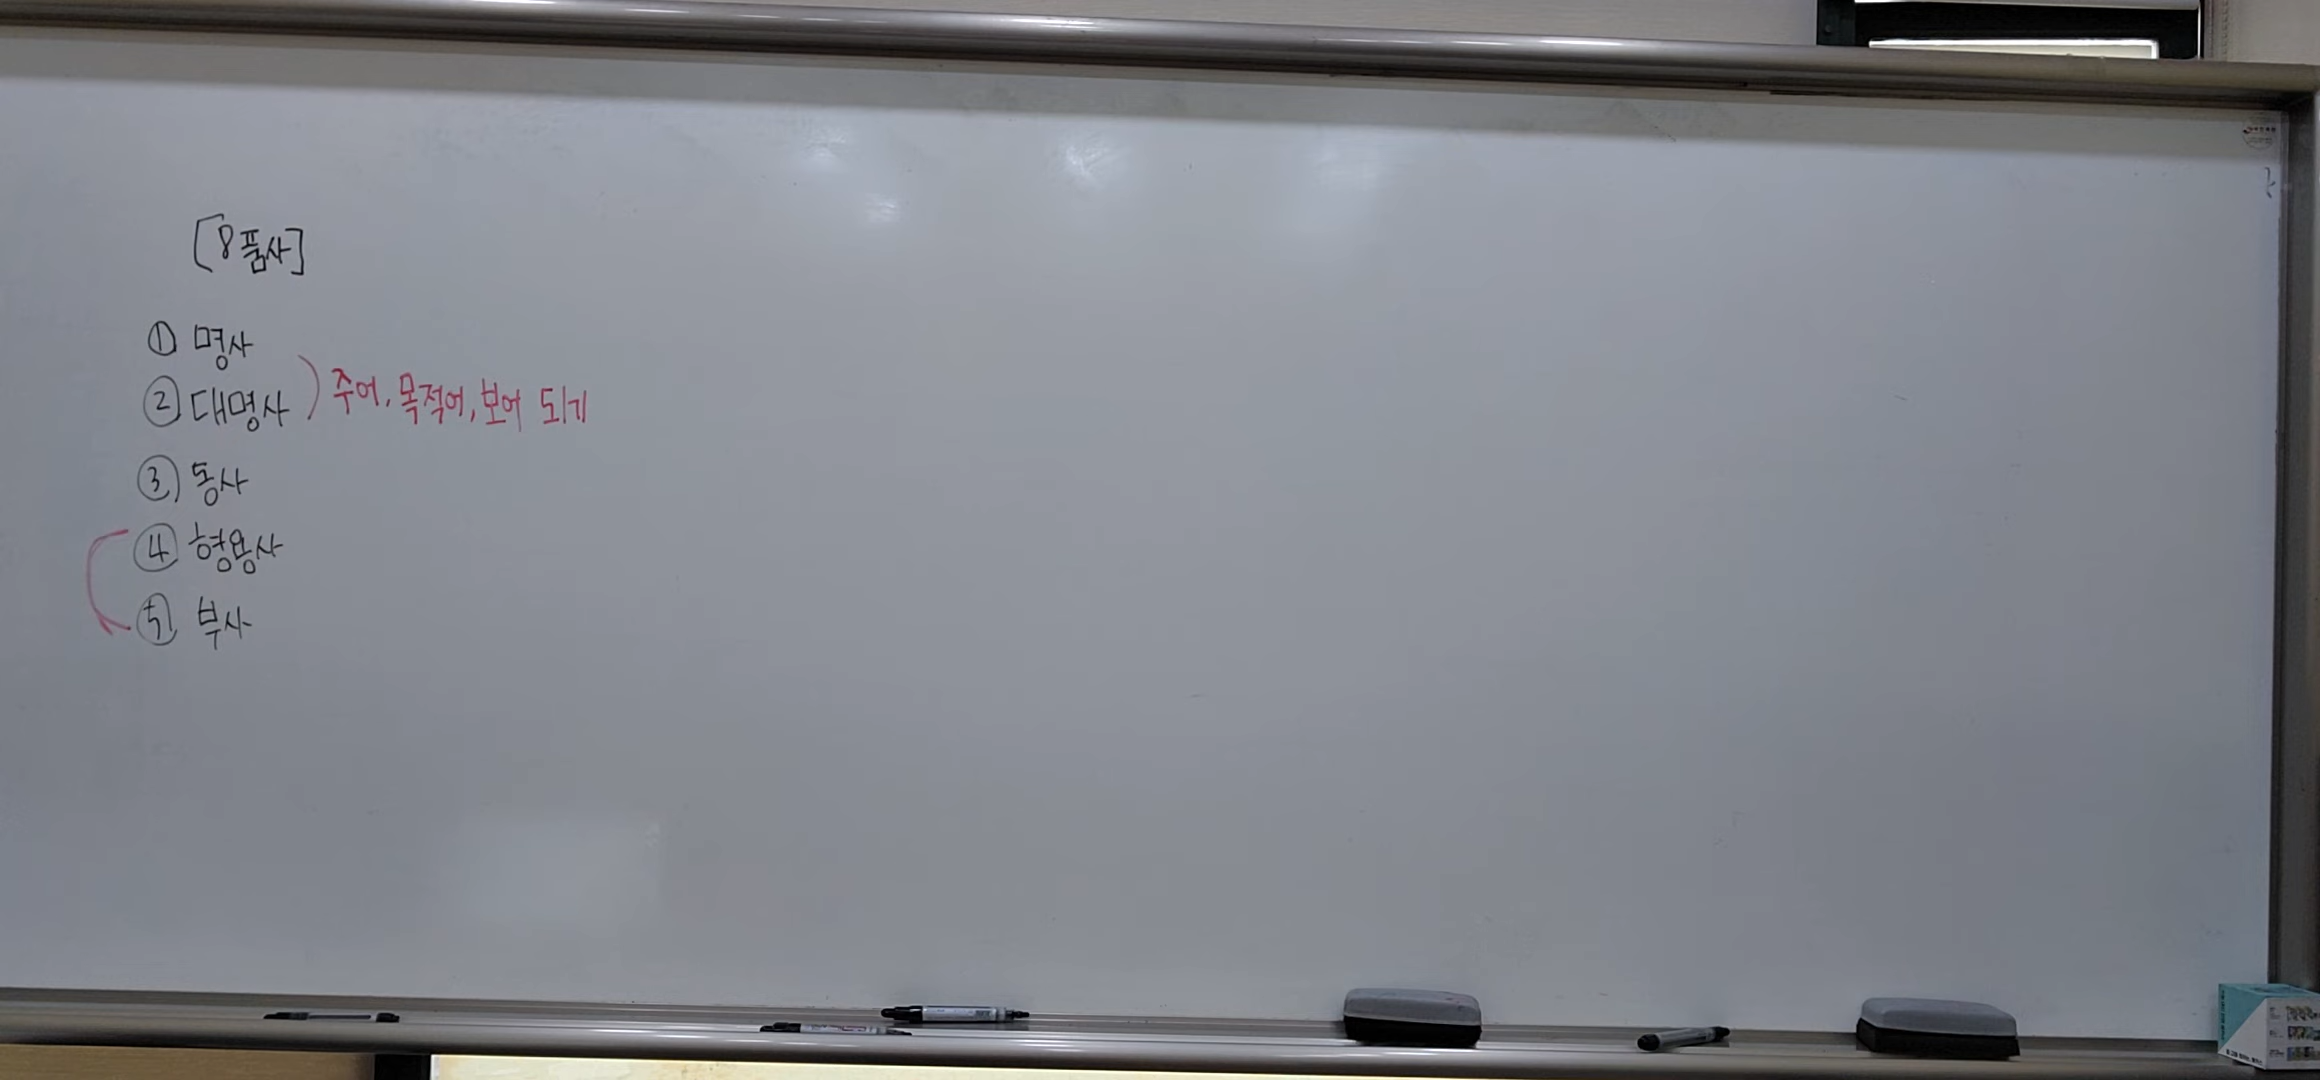 [8품사]
① 명사
② 대명사 ) 주어, 목적어, 보어 되기
③ 동사
④ 형용사
⑤ 부사